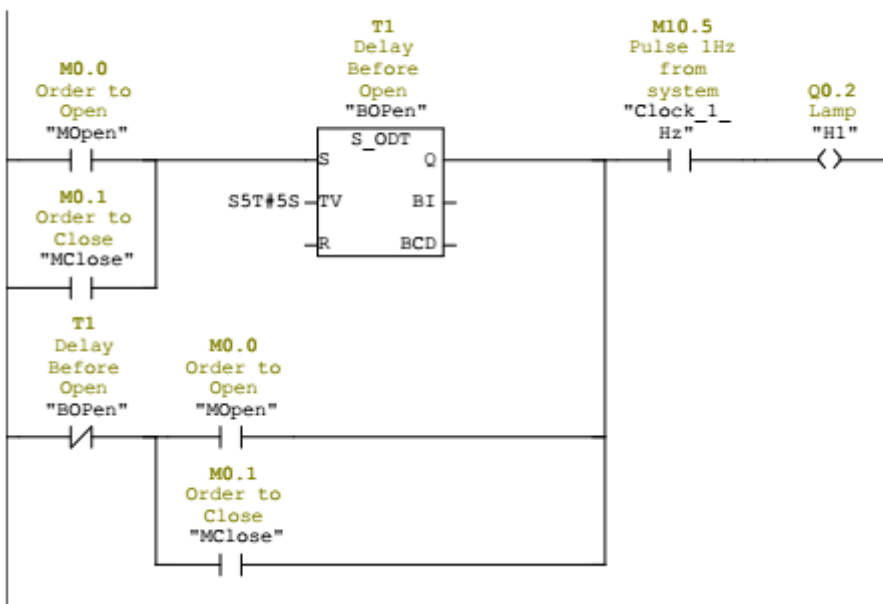 M0.0
Order to
Open
"MOpen"
T1
Delay
Before
Open
"BOPen"
S_ODT
S
Q
S5T#5S
TV
BI
R
BCD
M10.5
Pulse 1Hz
from
system
"Clock_1_
Hz"
Q0.2
Lamp
"H1"
M0.1
Order to
Close
"MClose"
T1
Delay
Before
Open
"BOPen"
M0.0
Order to
Open
"MOpen"
M0.1
Order to
Close
"MClose"